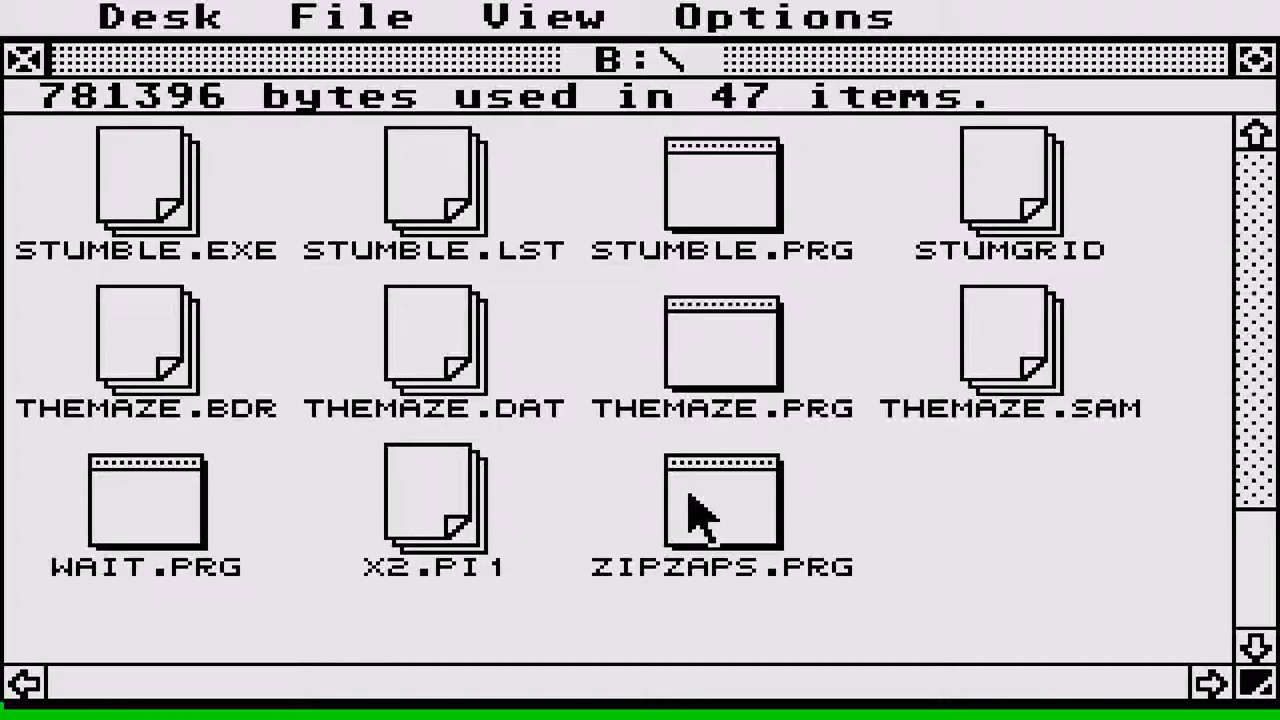 Desk File View Options
B:\
781396 bytes used in 47 items.
STUMBLE.EXE STUMBLE.LST STUMBLE.PRG STUMGRID
THEMAZE.BDR THEMAZE.DAT THEMAZE.PRG THEMAZE.SAM
WAIT.PRG X2.PI1 ZIPZAPS.PRG